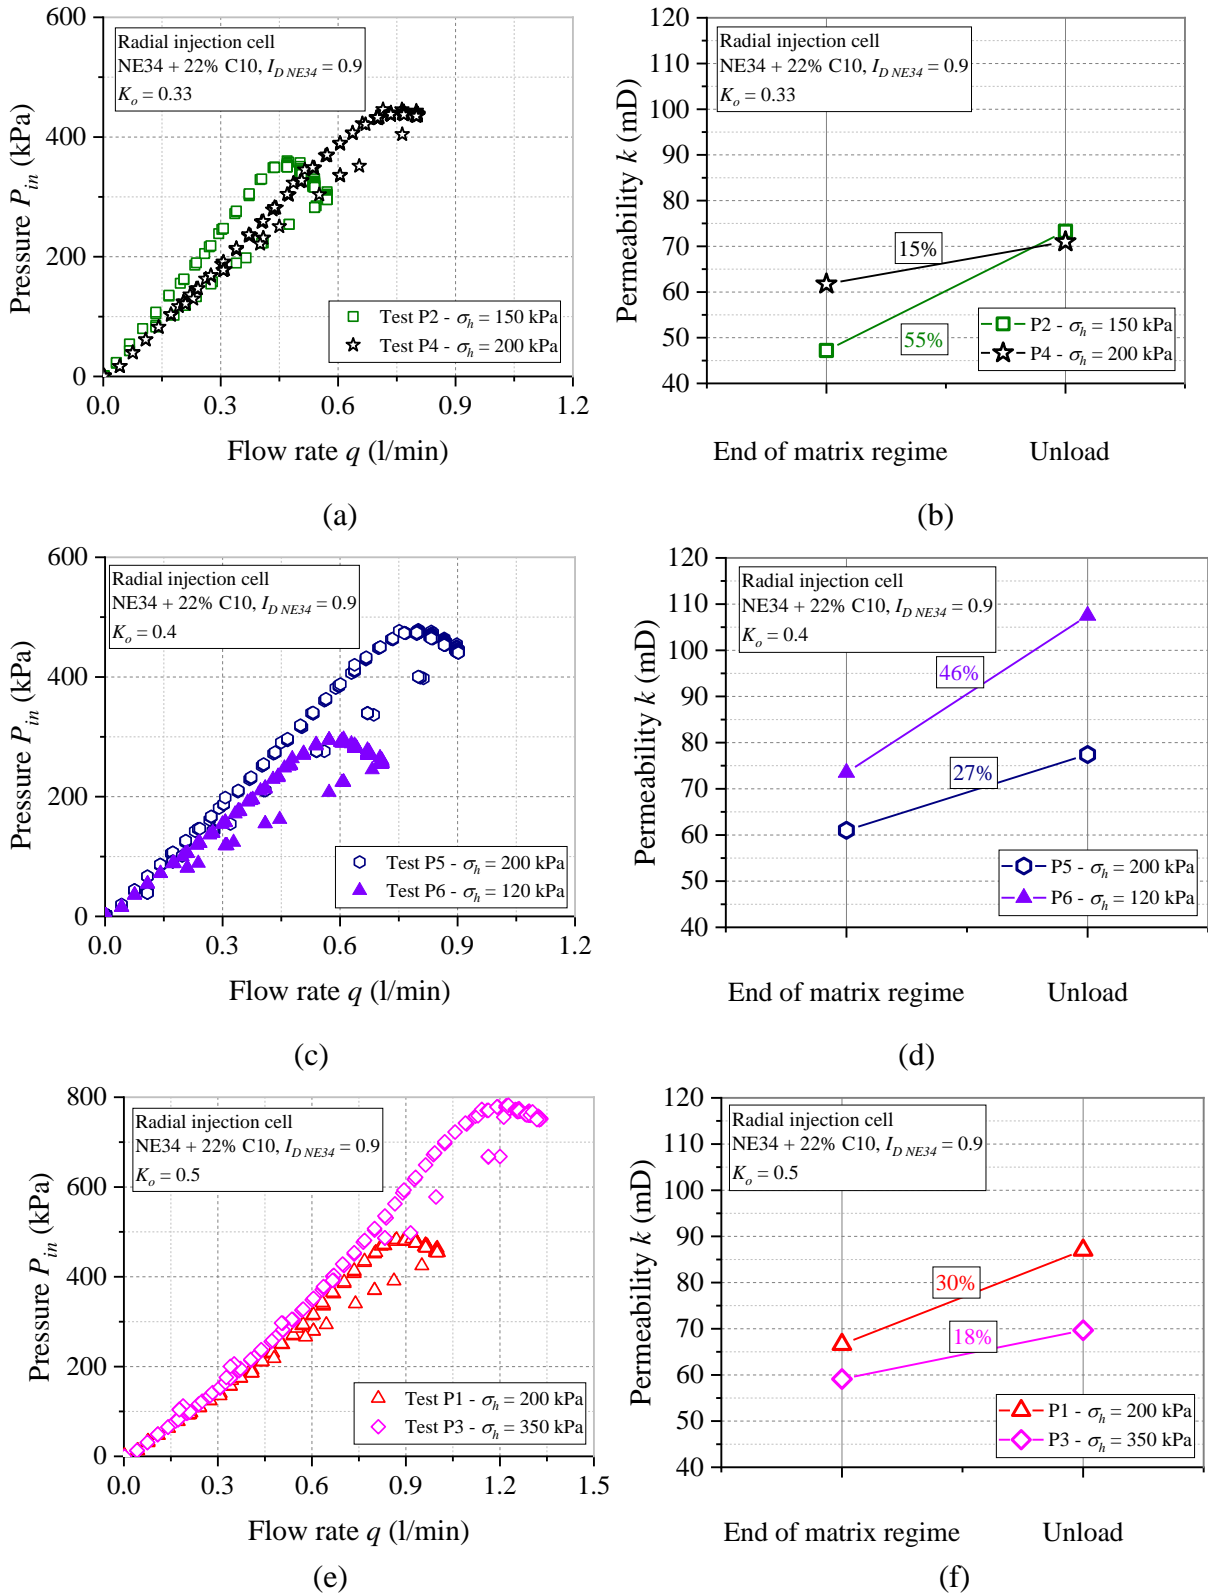 600
400
200
0
Pressure P_in (kPa)
Radial injection cell
NE34 + 22% C10, I_D NE34 = 0.9
K_o = 0.33
Test P2 - σ_h = 150 kPa
Test P4 - σ_h = 200 kPa
0.0 0.3 0.6 0.9 1.2
Flow rate q (l/min)
(a)
120
110
100
90
80
70
60
50
40
Permeability k (mD)
Radial injection cell
NE34 + 22% C10, I_D NE34 = 0.9
K_o = 0.33
15%
55%
P2 - σ_h = 150 kPa
P4 - σ_h = 200 kPa
End of matrix regime Unload
(b)
600
400
200
0
Pressure P_in (kPa)
Radial injection cell
NE34 + 22% C10, I_D NE34 = 0.9
K_o = 0.4
Test P5 - σ_h = 200 kPa
Test P6 - σ_h = 120 kPa
0.0 0.3 0.6 0.9 1.2
Flow rate q (l/min)
(c)
120
110
100
90
80
70
60
50
40
Permeability k (mD)
Radial injection cell
NE34 + 22% C10, I_D NE34 = 0.9
K_o = 0.4
46%
27%
P5 - σ_h = 200 kPa
P6 - σ_h = 120 kPa
End of matrix regime Unload
(d)
800
600
400
200
0
Pressure P_in (kPa)
Radial injection cell
NE34 + 22% C10, I_D NE34 = 0.9
K_o = 0.5
Test P1 - σ_h = 200 kPa
Test P3 - σ_h = 350 kPa
0.0 0.3 0.6 0.9 1.2 1.5
Flow rate q (l/min)
(e)
120
110
100
90
80
70
60
50
40
Permeability k (mD)
Radial injection cell
NE34 + 22% C10, I_D NE34 = 0.9
K_o = 0.5
30%
18%
P1 - σ_h = 200 kPa
P3 - σ_h = 350 kPa
End of matrix regime Unload
(f)